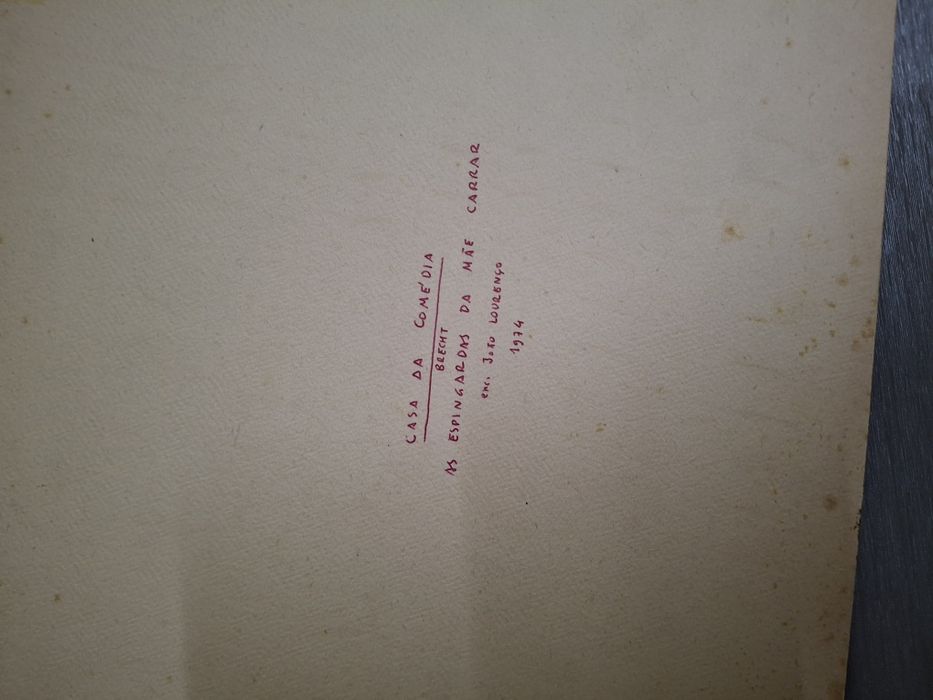 CASA DA COMÉDIA
BRECHT
AS ESPINGARDAS DA MÃE CARRAR
enc. JOÃO LOURENÇO
1974